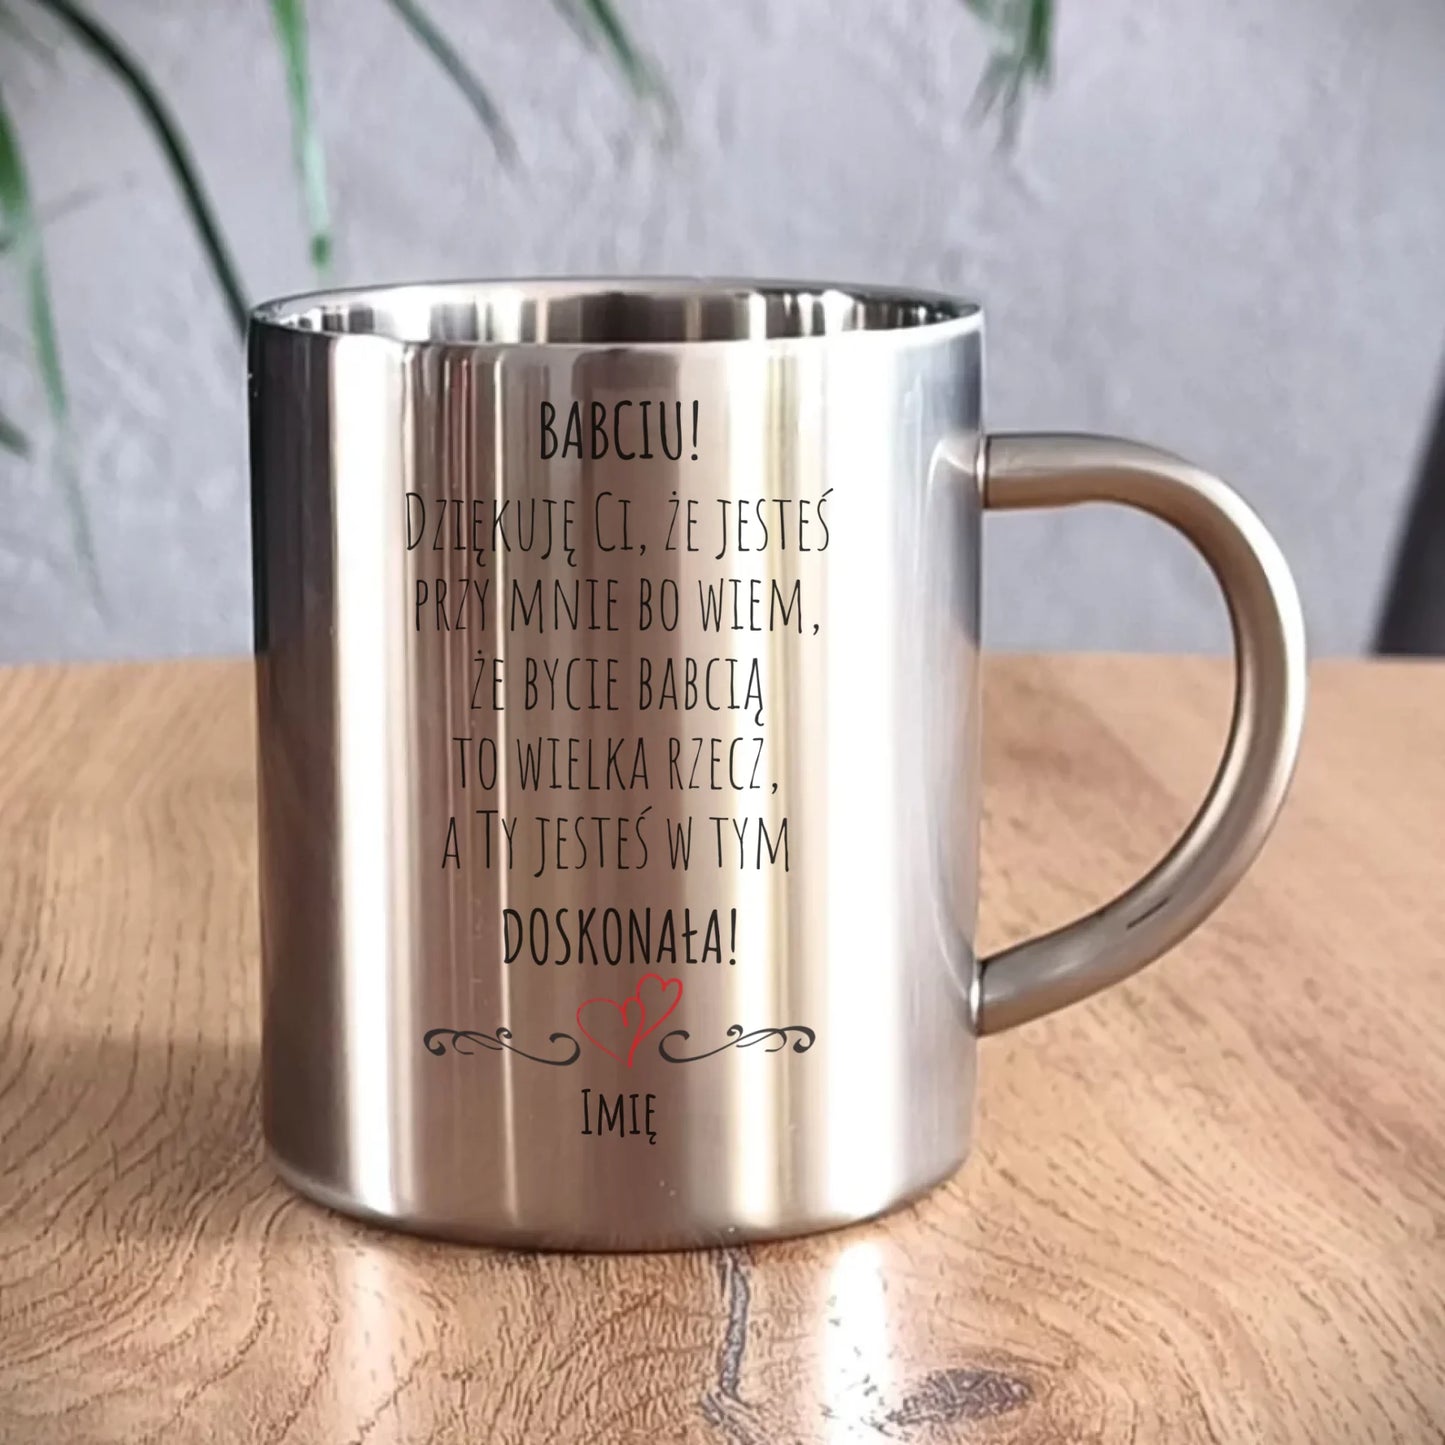 BABCIU!
Dziękuję Ci, że jesteś
przy mnie bo wiem,
że bycie babcią
to wielka rzecz,
a Ty jesteś w tym
DOSKONAŁA!
Imię